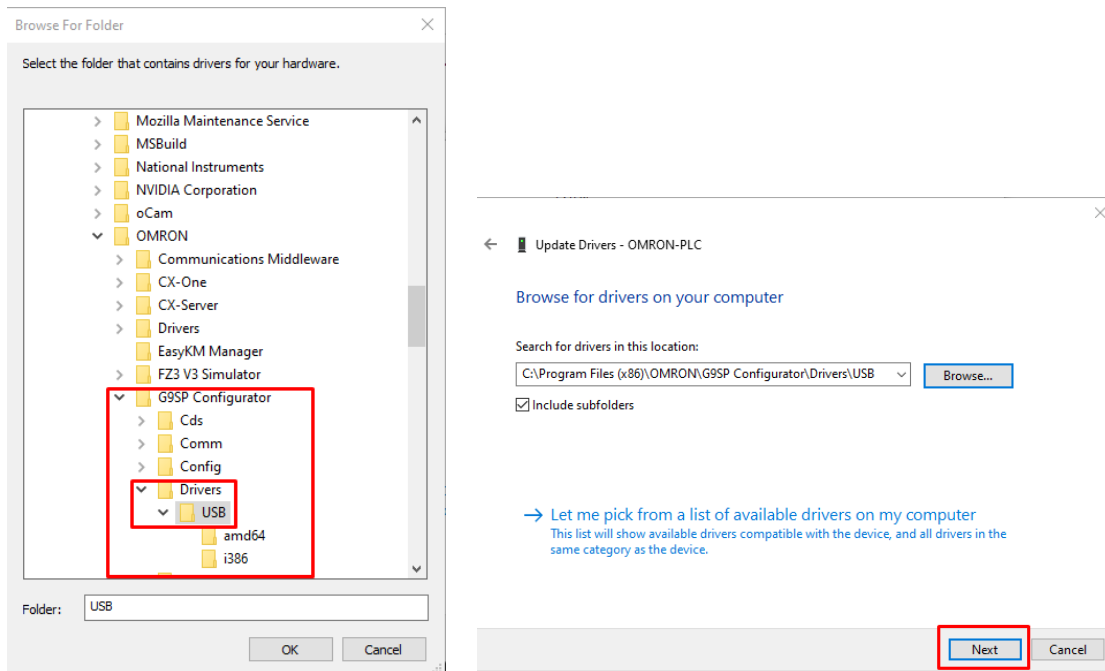 Browse For Folder
Select the folder that contains drivers for your hardware.
Mozilla Maintenance Service
MSBuild
National Instruments
NVIDIA Corporation
oCam
OMRON
Communications Middleware
CX-One
CX-Server
Drivers
EasyKM Manager
FZ3 V3 Simulator
G9SP Configurator
Cds
Comm
Config
Drivers
USB
amd64
i386
Folder: USB
OK Cancel
Update Drivers - OMRON-PLC
Browse for drivers on your computer
Search for drivers in this location:
C:\Program Files (x86)\OMRON\G9SP Configurator\Drivers\USB Browse...
Include subfolders
Let me pick from a list of available drivers on my computer
This list will show available drivers compatible with the device, and all drivers in the
same category as the device.
Next Cancel